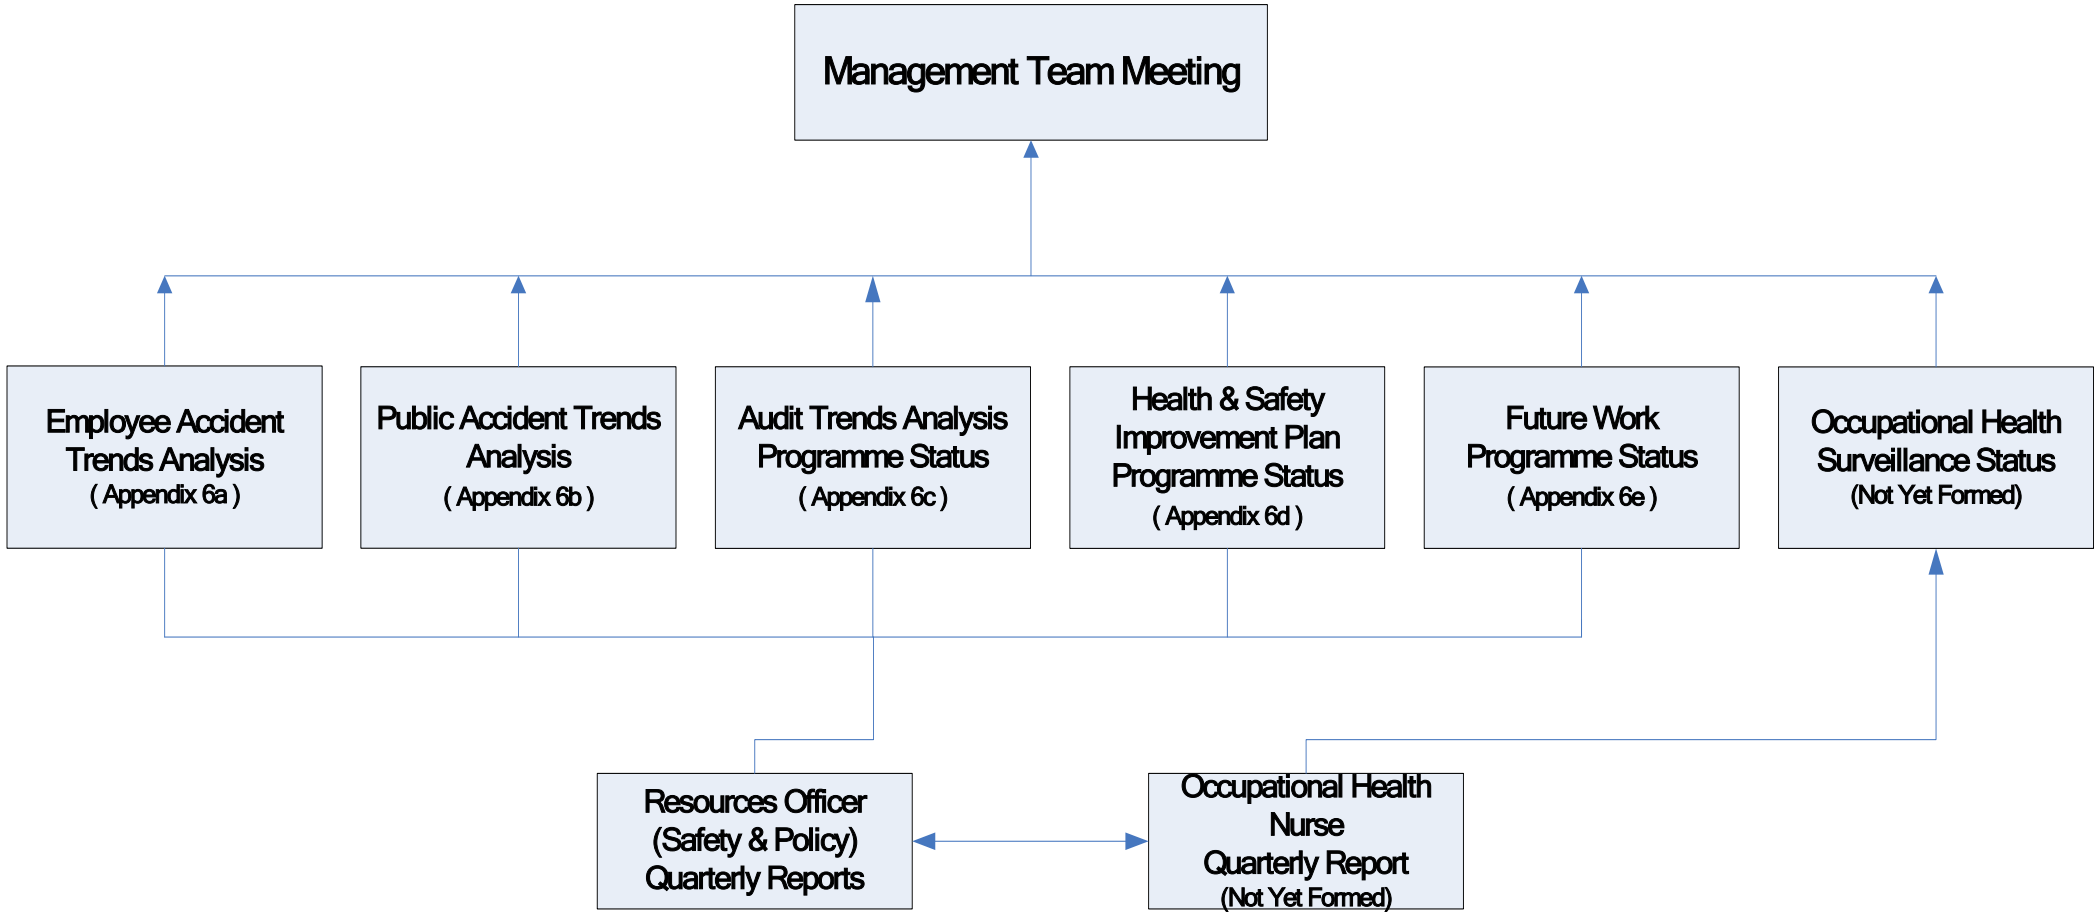 Management Team Meeting
Employee Accident
Trends Analysis
( Appendix 6a )
Public Accident Trends
Analysis
( Appendix 6b )
Audit Trends Analysis
Programme Status
( Appendix 6c )
Health & Safety
Improvement Plan
Programme Status
( Appendix 6d )
Future Work
Programme Status
( Appendix 6e )
Occupational Health
Surveillance Status
(Not Yet Formed)
Resources Officer
(Safety & Policy)
Quarterly Reports
Occupational Health
Nurse
Quarterly Report
(Not Yet Formed)